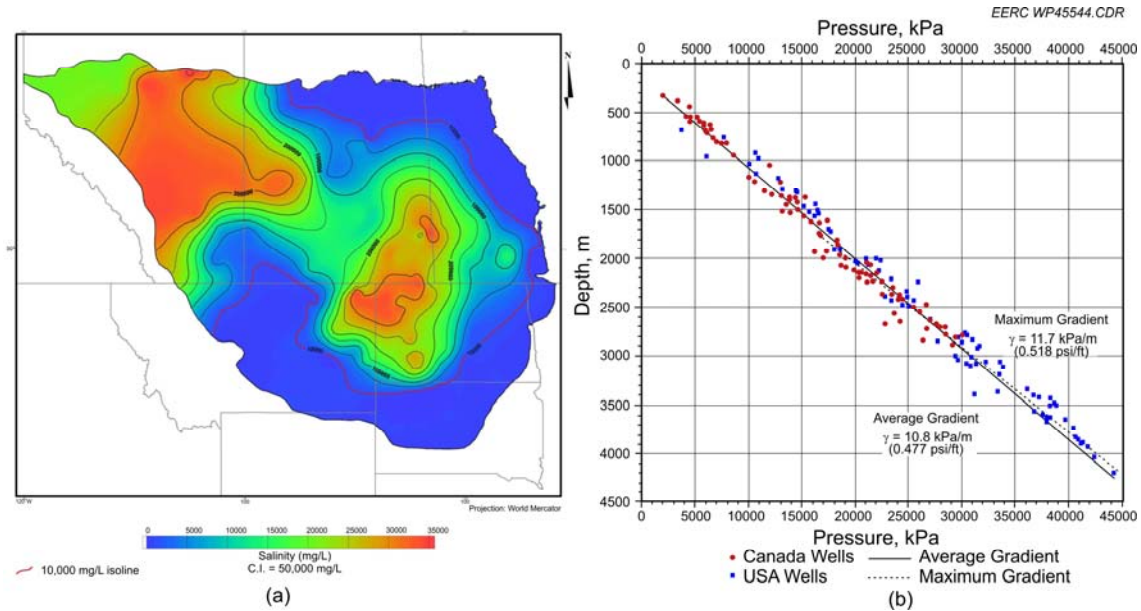 EERC WP45544.CDR
N
120°W
Projection: World Mercator
0 5000 10000 15000 20000 25000 30000 35000
Salinity (mg/L)
10,000 mg/L isoline
C.I. = 50,000 mg/L
(a)
Pressure, kPa
0 5000 10000 15000 20000 25000 30000 35000 40000 45000
Depth, m
0
500
1000
1500
2000
2500
3000
3500
4000
4500
Maximum Gradient
γ = 11.7 kPa/m
(0.518 psi/ft)
Average Gradient
γ = 10.8 kPa/m
(0.477 psi/ft)
0 5000 10000 15000 20000 25000 30000 35000 40000 45000
Pressure, kPa
Canada Wells
Average Gradient
USA Wells
Maximum Gradient
(b)